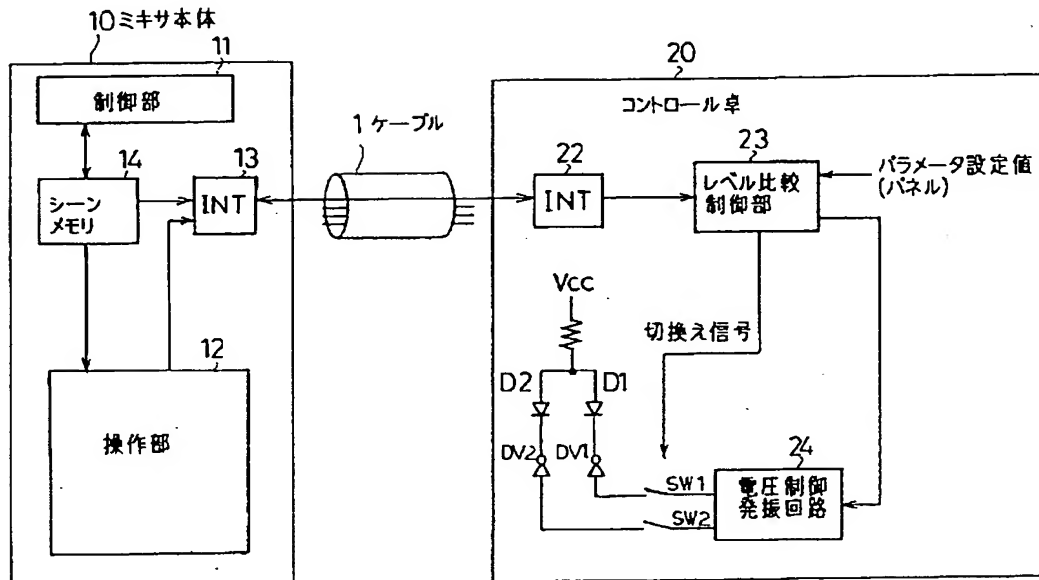 10 ミキサ本体
11
制御部
14
シーン
メモリ
13
INT
12
操作部
1 ケーブル
20
コントロール卓
22
INT
23
レベル比較
制御部
パラメータ設定値
(パネル)
Vcc
切換え信号
D2
D1
DV2
DV1
SW1
SW2
24
電圧制御
発振回路